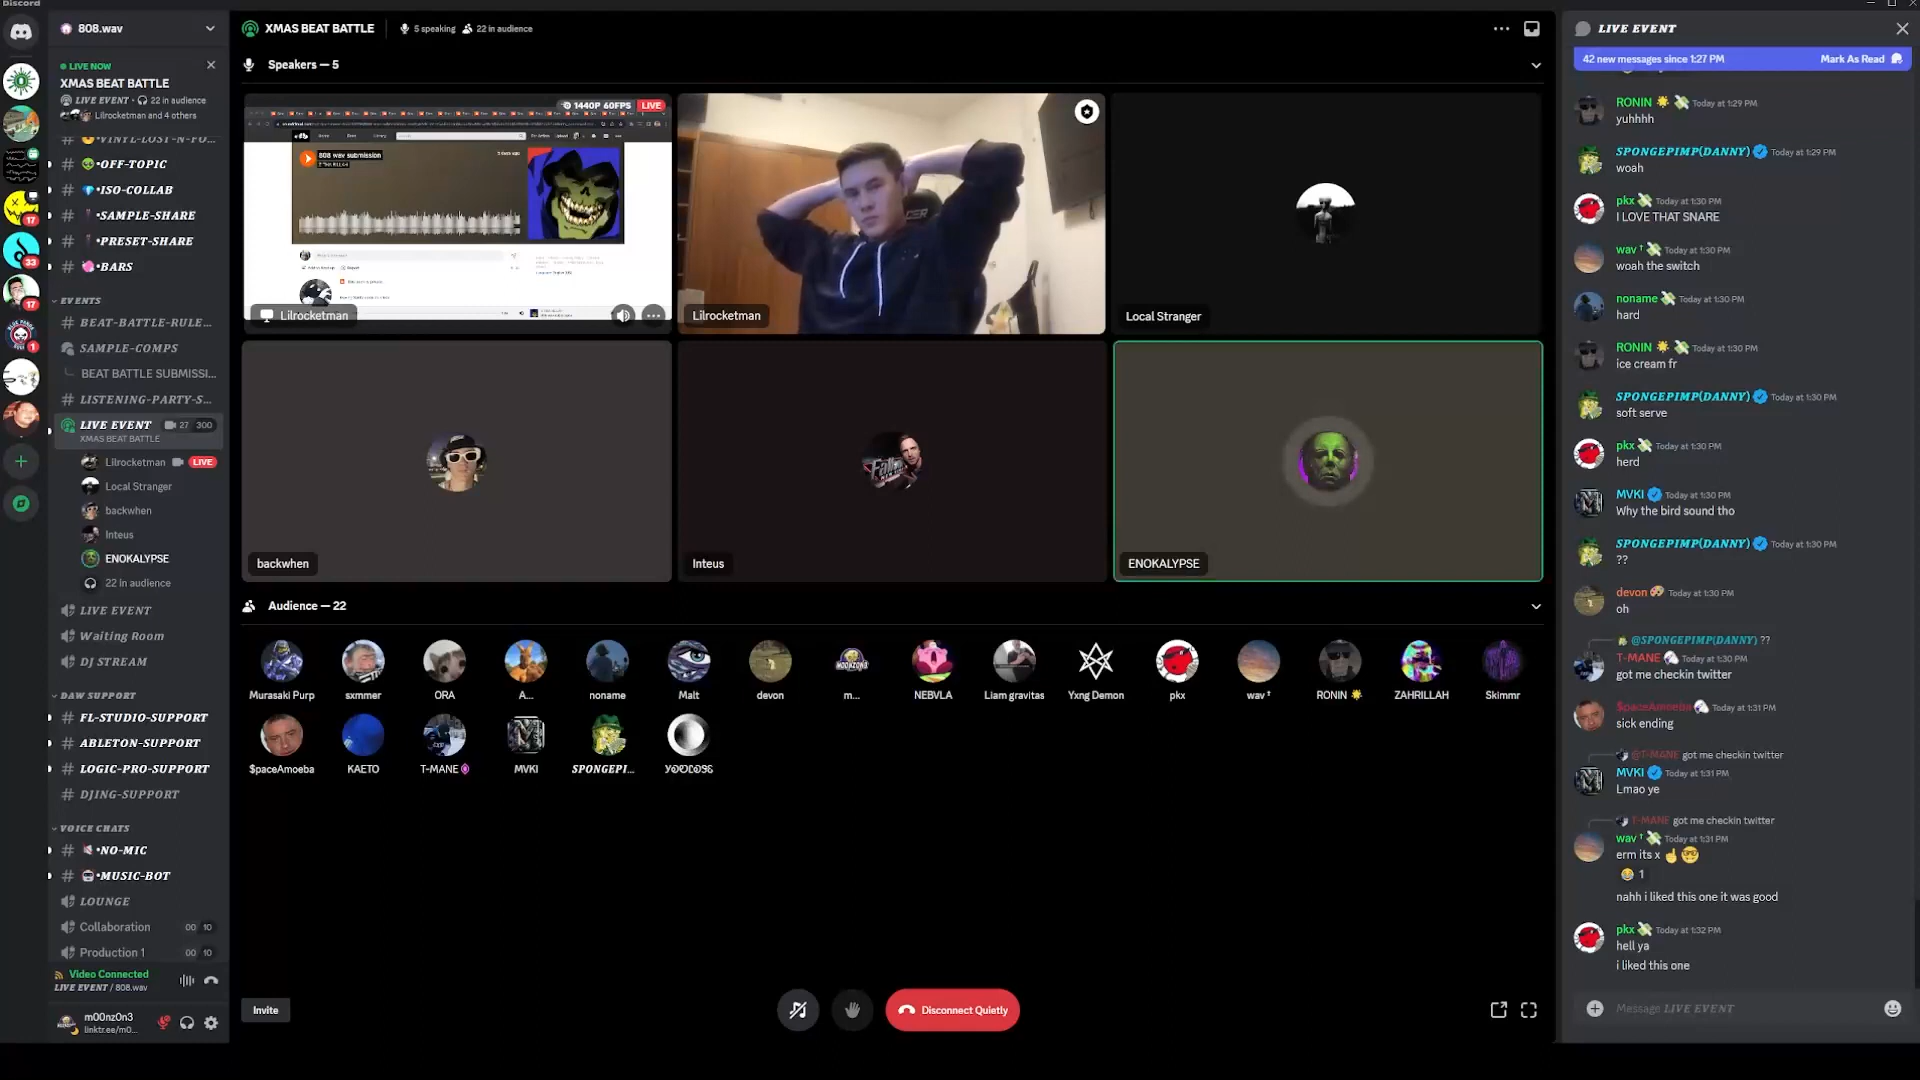 Discord
808.wav
LIVE NOW
XMAS BEAT BATTLE
LIVE EVENT • 22 in audience
Lilrocketman and 4 others
•VINYL-LOST-N-FO...
•OFF-TOPIC
•ISO-COLLAB
•SAMPLE-SHARE
•PRESET-SHARE
•BARS
EVENTS
BEAT-BATTLE-RULE...
SAMPLE-COMPS
BEAT BATTLE SUBMISSI...
LISTENING-PARTY-S...
LIVE EVENT 27 300
XMAS BEAT BATTLE
Lilrocketman LIVE
Local Stranger
backwhen
Inteus
ENOKALYPSE
22 in audience
LIVE EVENT
Waiting Room
DJ STREAM
DAW SUPPORT
FL-STUDIO-SUPPORT
ABLETON-SUPPORT
LOGIC-PRO-SUPPORT
DJING-SUPPORT
VOICE CHATS
•NO-MIC
•MUSIC-BOT
LOUNGE
Collaboration 00 10
Production 1 00 10
Video Connected
LIVE EVENT / 808.wav
m00nz0n3
linktr.ee/m0...
17
33
17
1
XMAS BEAT BATTLE 5 speaking 22 in audience
Speakers — 5
1440P 60FPS LIVE
808 wav submission
Lilrocketman
Lilrocketman
Local Stranger
backwhen
Inteus
ENOKALYPSE
Audience — 22
Murasaki Purp sxmmer ORA A... noname Malt devon m... NEBVLA Liam gravitas Yxng Demon pkx wav † RONIN ZAHRILLAH Skimmr
$paceAmoeba KAETO T-MANE MVKI SPONGEPI...
Invite
Disconnect Quietly
LIVE EVENT
42 new messages since 1:27 PM Mark As Read
RONIN Today at 1:29 PM
yuhhhh
SPONGEPIMP(DANNY) Today at 1:29 PM
woah
pkx Today at 1:30 PM
I LOVE THAT SNARE
wav † Today at 1:30 PM
woah the switch
noname Today at 1:30 PM
hard
RONIN Today at 1:30 PM
ice cream fr
SPONGEPIMP(DANNY) Today at 1:30 PM
soft serve
pkx Today at 1:30 PM
herd
MVKI Today at 1:30 PM
Why the bird sound tho
SPONGEPIMP(DANNY) Today at 1:30 PM
??
devon Today at 1:30 PM
oh
@SPONGEPIMP(DANNY) ??
T-MANE Today at 1:30 PM
got me checkin twitter
$paceAmoeba Today at 1:31 PM
sick ending
@T-MANE got me checkin twitter
MVKI Today at 1:31 PM
Lmao ye
T-MANE got me checkin twitter
wav † Today at 1:31 PM
erm its x
1
nahh i liked this one it was good
pkx Today at 1:32 PM
hell ya
i liked this one
Message LIVE EVENT